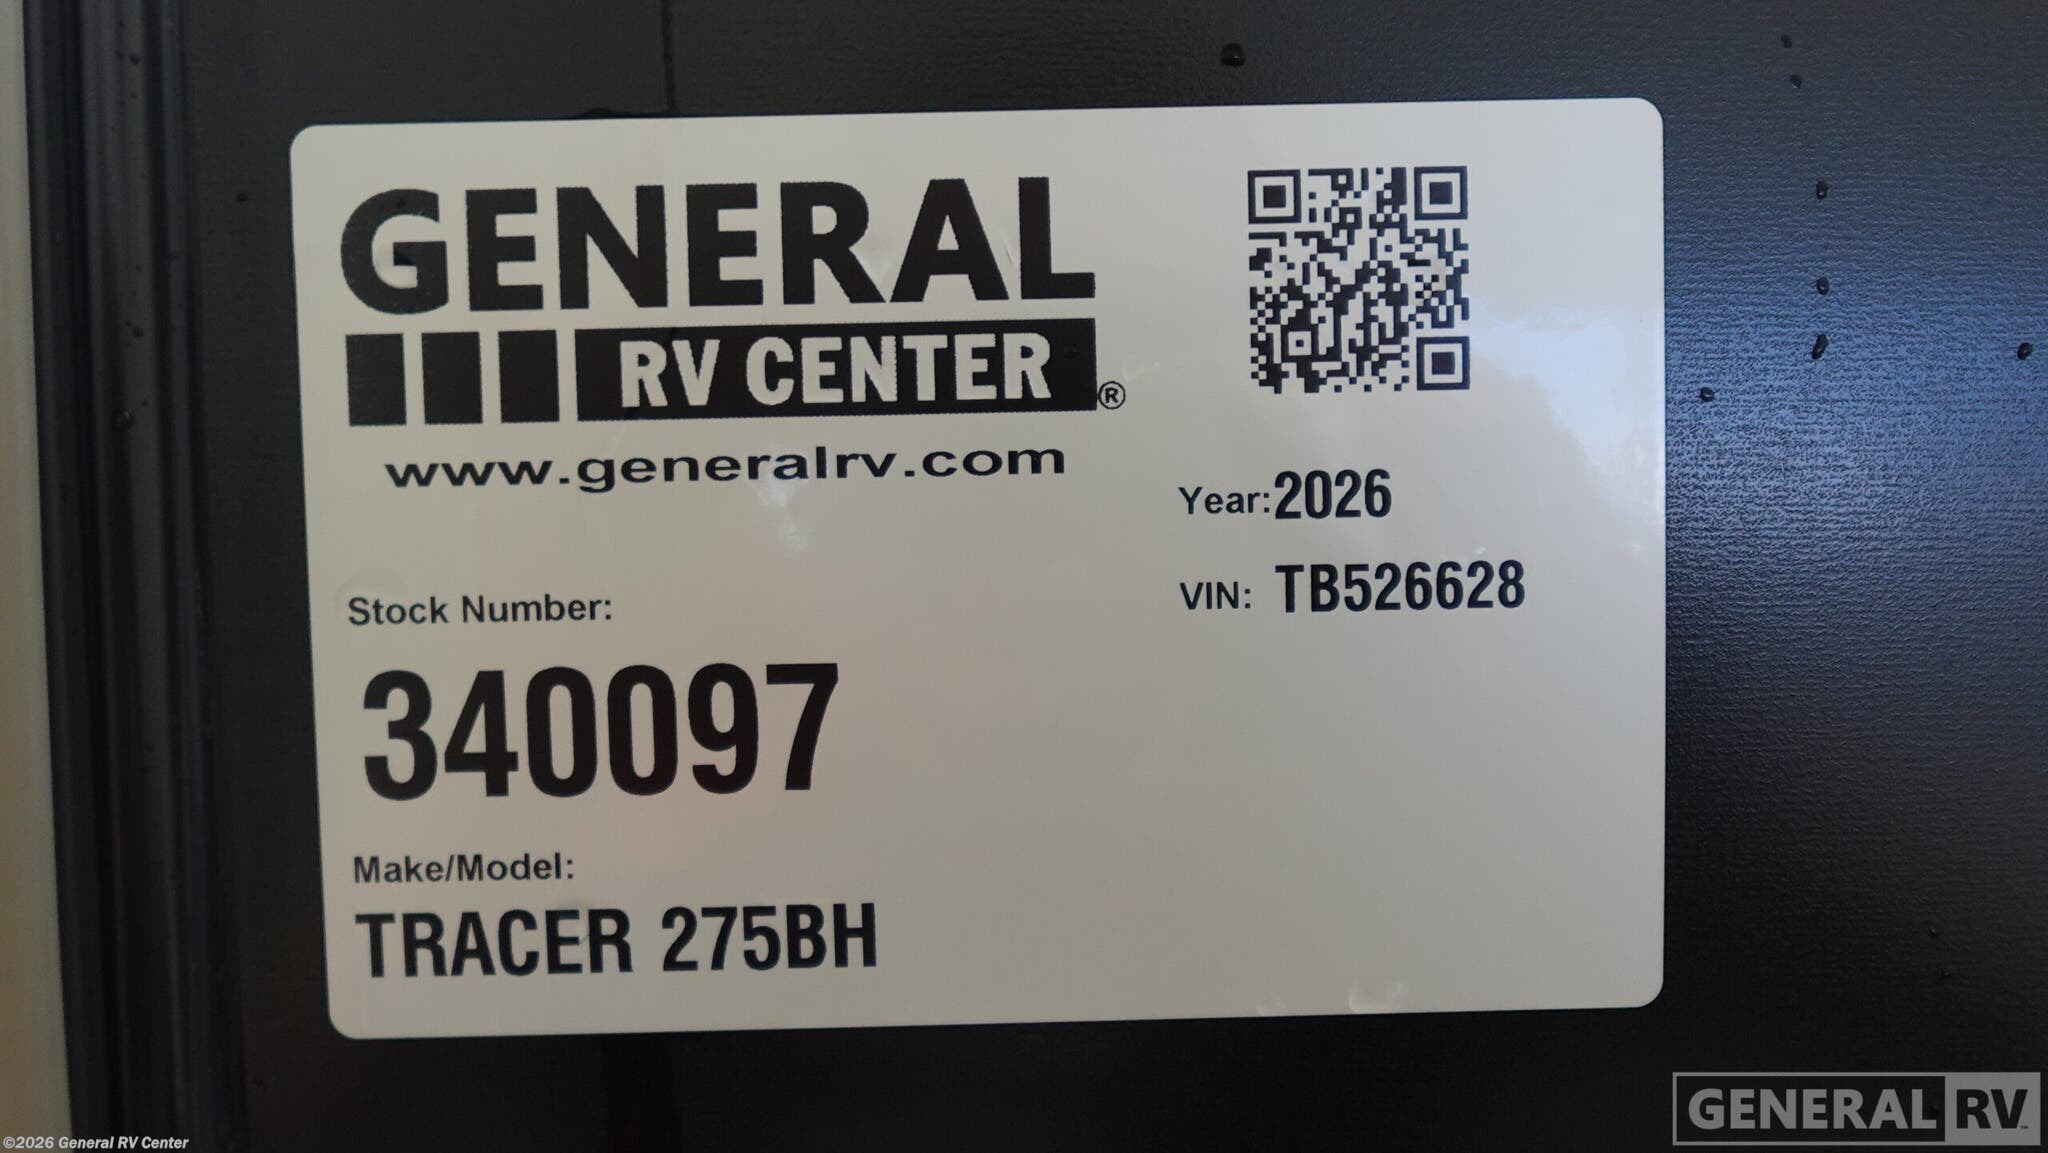 GENERAL
RV CENTER®
www.generalrv.com
Year: 2026
VIN: TB526628
Stock Number:
340097
Make/Model:
TRACER 275BH
GENERAL RV™
©2026 General RV Center